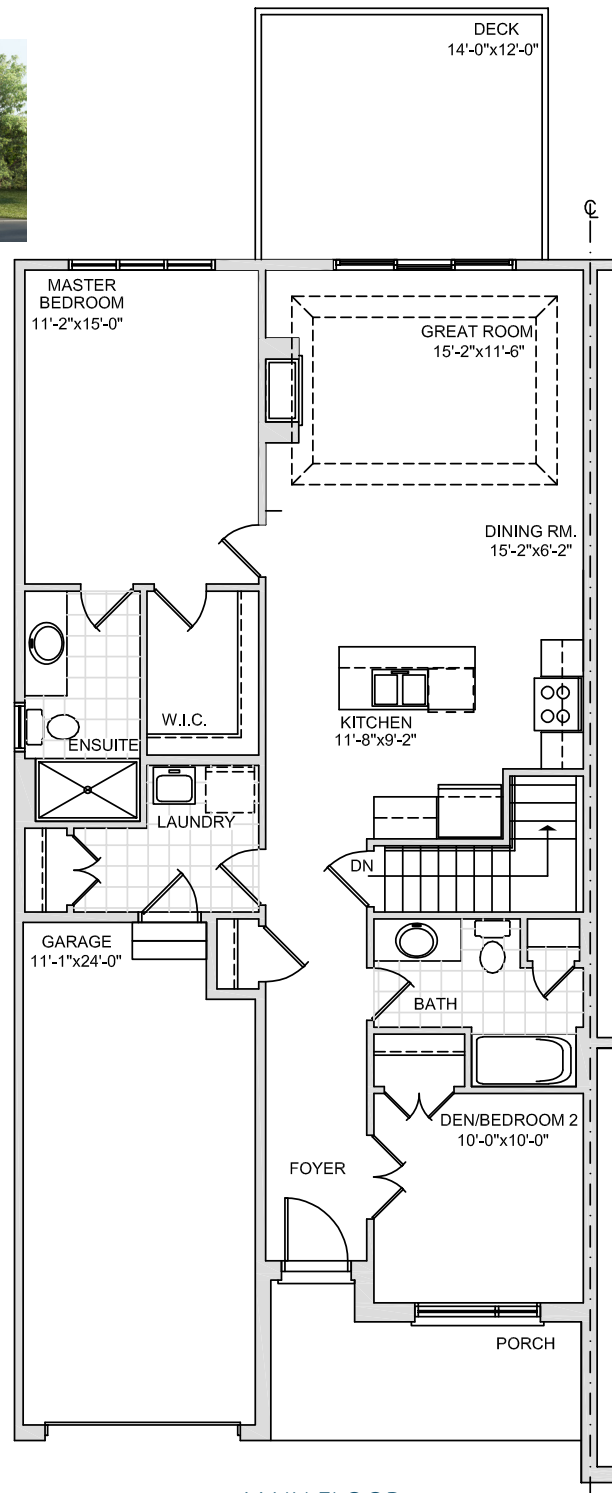 DECK
14'-0"x12'-0"
MASTER
BEDROOM
11'-2"x15'-0"
GREAT ROOM
15'-2"x11'-6"
DINING RM.
15'-2"x6'-2"
W.I.C.
KITCHEN
11'-8"x9'-2"
ENSUITE
LAUNDRY
DN
GARAGE
11'-1"x24'-0"
BATH
DEN/BEDROOM 2
10'-0"x10'-0"
FOYER
PORCH